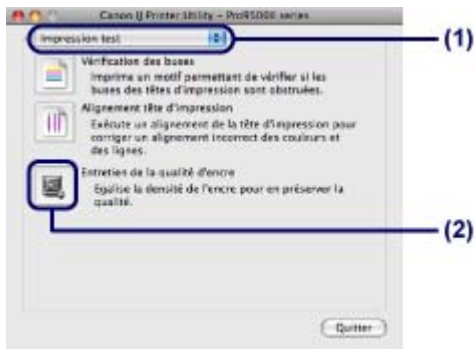 Canon IJ Printer Utility – Pro9500II series
Impression test
(1)
Vérification des buses
Imprime un motif permettant de vérifier si les
buses des têtes d'impression sont obstruées.
Alignement tête d'impression
Exécute un alignement de la tête d'impression pour
corriger un alignement incorrect des couleurs et
des lignes.
Entretien de la qualité d'encre
Egalise la densité de l'encre pour en préserver la
qualité.
(2)
Quitter